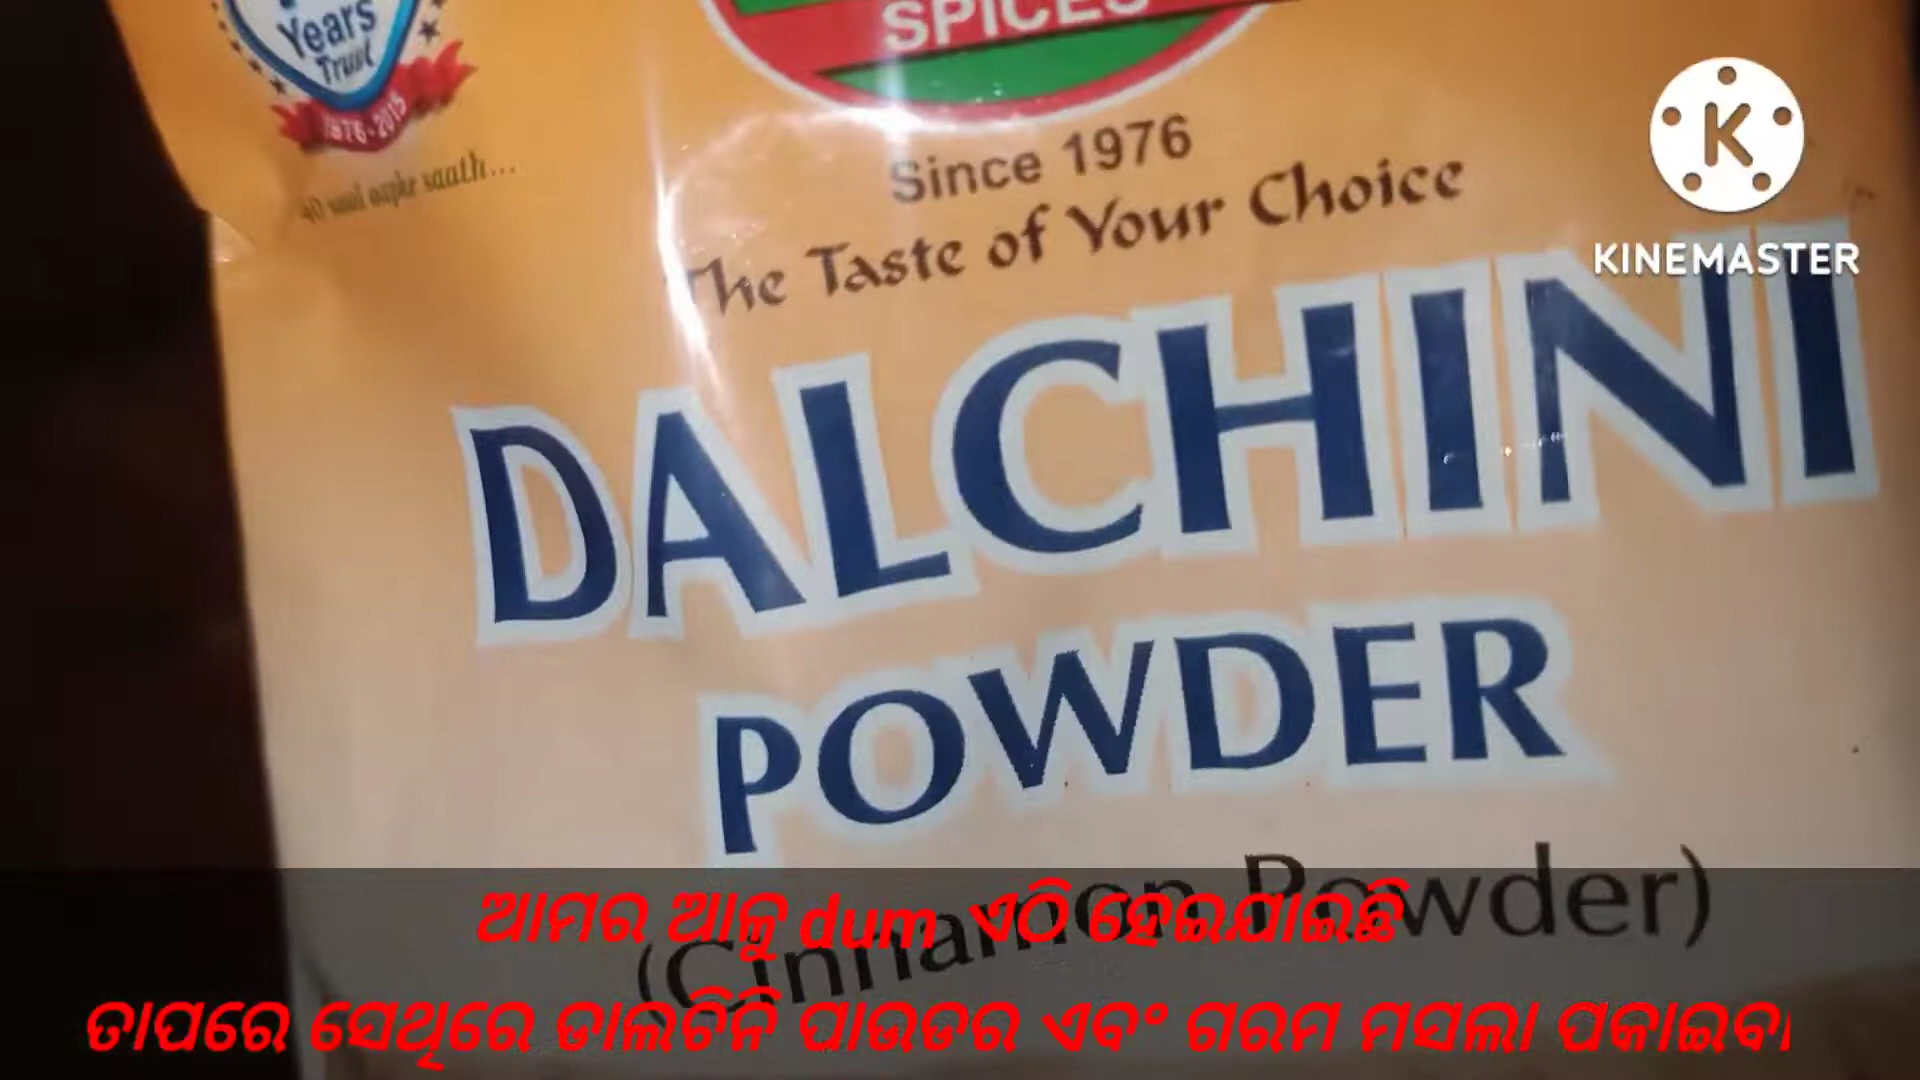 Years
Trust
1976-2015
40 saal aapke saath...
SPICES
Since 1976
The Taste of Your Choice
K
KINEMASTER
DALCHINI
POWDER
(Cinnamon Powder)
ଆମର ଆଳୁ dum ଏଠି ହେଇଯାଇଛି
ତାପରେ ସେଥିରେ ଡାଲଚିନି ପାଉଡର ଏବଂ ଗରମ ମସଲା ପକାଇବା